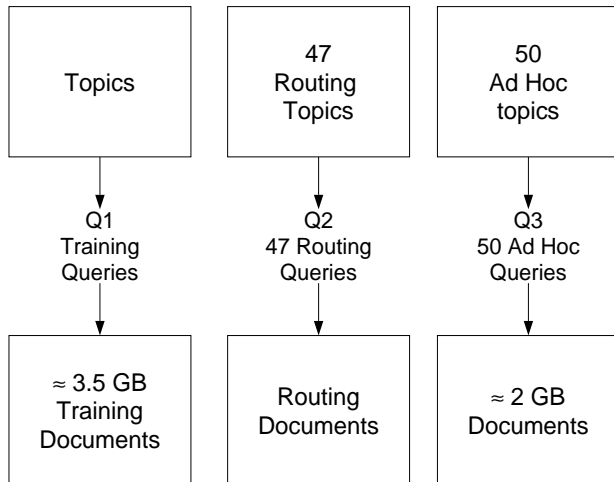 Topics
47
Routing
Topics
50
Ad Hoc
topics
Q1
Training
Queries
Q2
47 Routing
Queries
Q3
50 Ad Hoc
Queries
≈ 3.5 GB
Training
Documents
Routing
Documents
≈ 2 GB
Documents